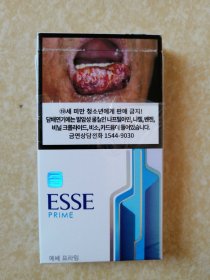 ⑲세 미만 청소년에게 판매 금지!
담배연기에는 발암성 물질인 나프틸아민, 니켈, 벤젠,
비닐 크롤라이드, 비소, 카드뮴이 들어있습니다.
금연상담전화 1544-9030
ESSE
PRIME
에쎄 프라임